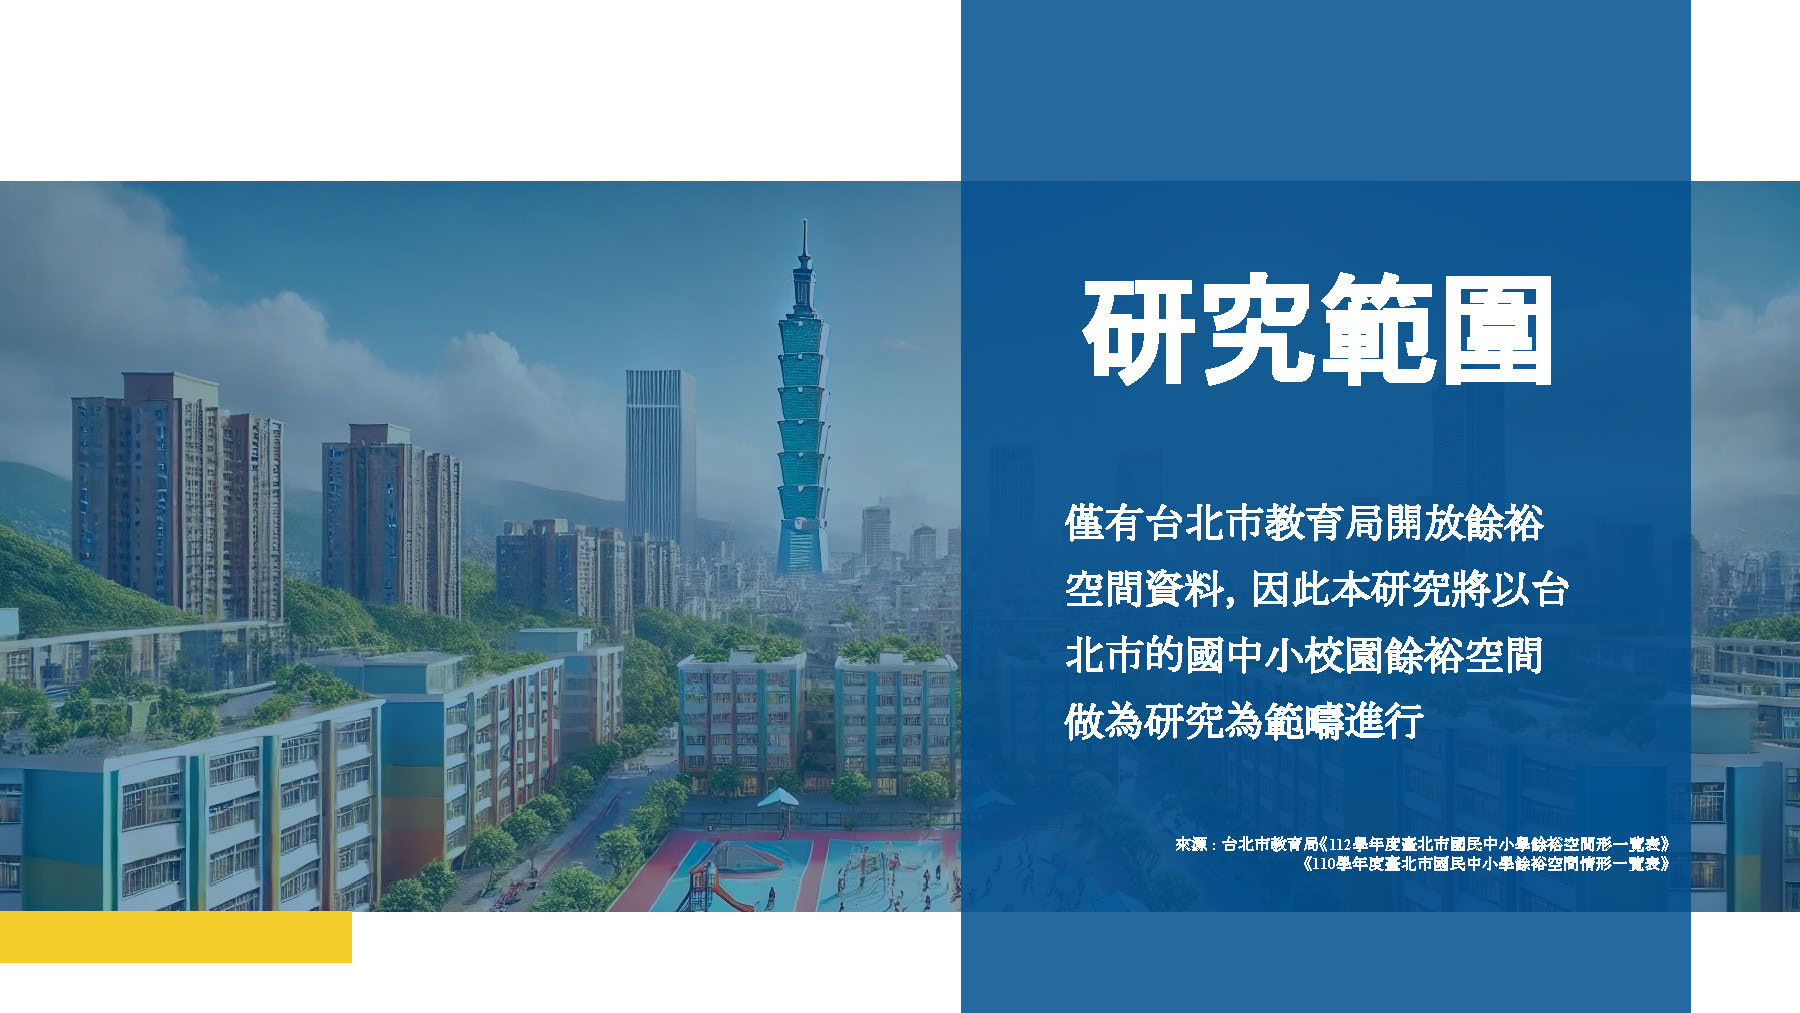 研究範圍
僅有台北市教育局開放餘裕
空間資料，因此本研究將以台
北市的國中小校園餘裕空間
做為研究為範疇進行
來源：台北市教育局《112學年度臺北市國民中小學餘裕空間形一覽表》
《110學年度臺北市國民中小學餘裕空間情形一覽表》